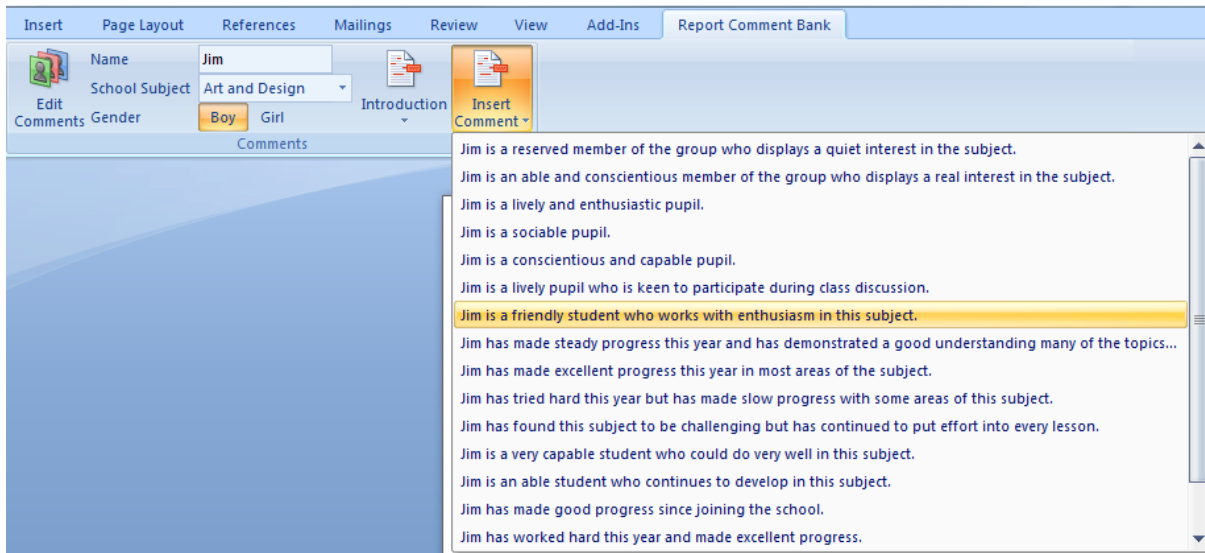 Insert Page Layout References Mailings Review View Add-Ins Report Comment Bank
Name Jim
School Subject Art and Design
Edit Comments
Gender Boy Girl
Introduction
Insert Comment
Comments
Jim is a reserved member of the group who displays a quiet interest in the subject.
Jim is an able and conscientious member of the group who displays a real interest in the subject.
Jim is a lively and enthusiastic pupil.
Jim is a sociable pupil.
Jim is a conscientious and capable pupil.
Jim is a lively pupil who is keen to participate during class discussion.
Jim is a friendly student who works with enthusiasm in this subject.
Jim has made steady progress this year and has demonstrated a good understanding many of the topics...
Jim has made excellent progress this year in most areas of the subject.
Jim has tried hard this year but has made slow progress with some areas of this subject.
Jim has found this subject to be challenging but has continued to put effort into every lesson.
Jim is a very capable student who could do very well in this subject.
Jim is an able student who continues to develop in this subject.
Jim has made good progress since joining the school.
Jim has worked hard this year and made excellent progress.